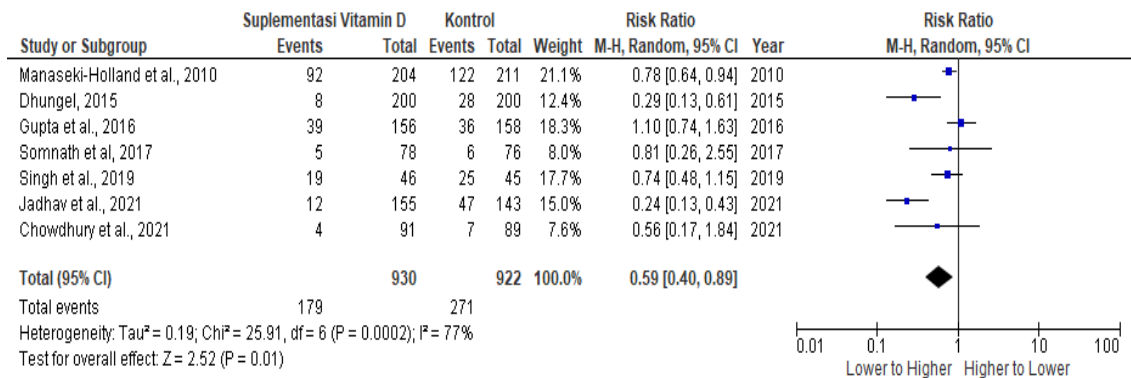 Suplementasi Vitamin D Kontrol Risk Ratio Risk Ratio
Study or Subgroup Events Total Events Total Weight M-H, Random, 95% CI Year M-H, Random, 95% CI
Manaseki-Holland et al., 2010 92 204 122 211 21.1% 0.78 [0.64, 0.94] 2010
Dhungel, 2015 8 200 28 200 12.4% 0.29 [0.13, 0.61] 2015
Gupta et al., 2016 39 156 36 158 18.3% 1.10 [0.74, 1.63] 2016
Somnath et al, 2017 5 78 6 76 8.0% 0.81 [0.26, 2.55] 2017
Singh et al., 2019 19 46 25 45 17.7% 0.74 [0.48, 1.15] 2019
Jadhav et al., 2021 12 155 47 143 15.0% 0.24 [0.13, 0.43] 2021
Chowdhury et al., 2021 4 91 7 89 7.6% 0.56 [0.17, 1.84] 2021
Total (95% CI) 930 922 100.0% 0.59 [0.40, 0.89]
Total events 179 271
Heterogeneity: Tau² = 0.19; Chi² = 25.91, df = 6 (P = 0.0002); I² = 77%
Test for overall effect: Z = 2.52 (P = 0.01)
0.01 0.1 1 10 100
Lower to Higher Higher to Lower